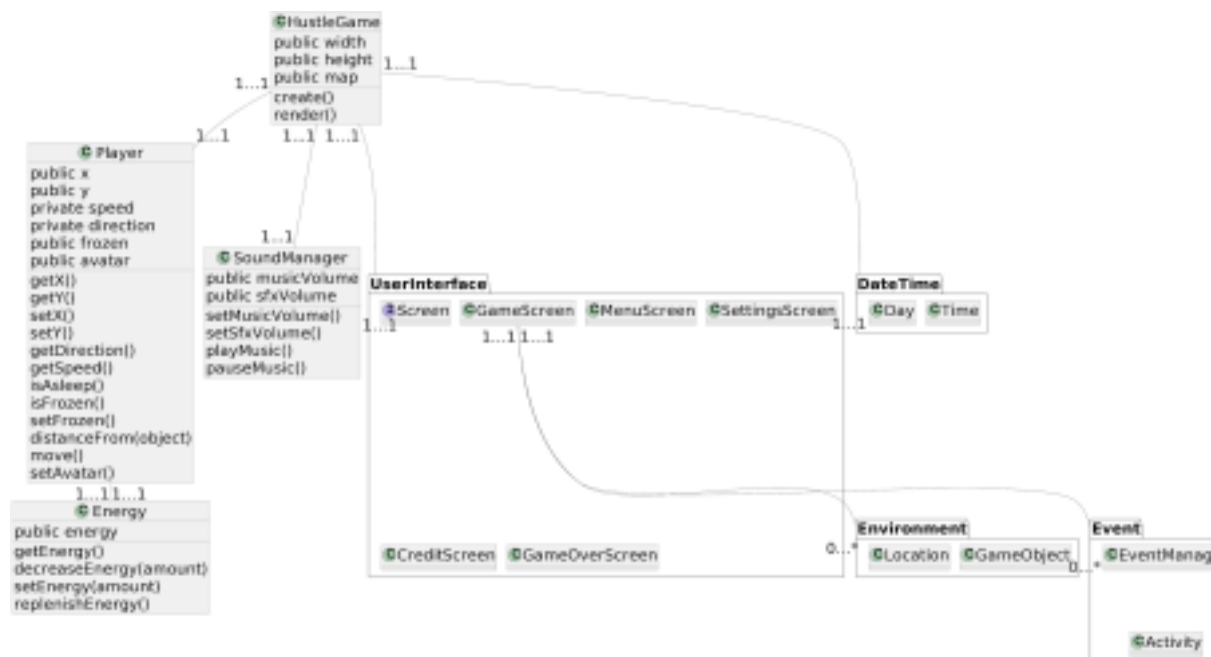 HustleGame
public width
public height
public map
create()
render()
1...1
1...1
1...1
1...1
1...1
Player
public x
public y
private speed
private direction
public frozen
public avatar
getX()
getY()
setX()
setY()
getDirection()
getSpeed()
isAsleep()
isFrozen()
setFrozen()
distanceFrom(object)
move()
setAvatar()
1...1
1...1
Energy
public energy
getEnergy()
decreaseEnergy(amount)
setEnergy(amount)
replenishEnergy()
1...1
SoundManager
public musicVolume
public sfxVolume
setMusicVolume()
setSfxVolume()
playMusic()
pauseMusic()
UserInterface
Screen
GameScreen
MenuScreen
SettingsScreen
1...1
1...1
1...1
CreditScreen
GameOverScreen
DateTime
Day
Time
1...1
Environment
Location
GameObject
0...*
Event
EventManag
0...*
Activity